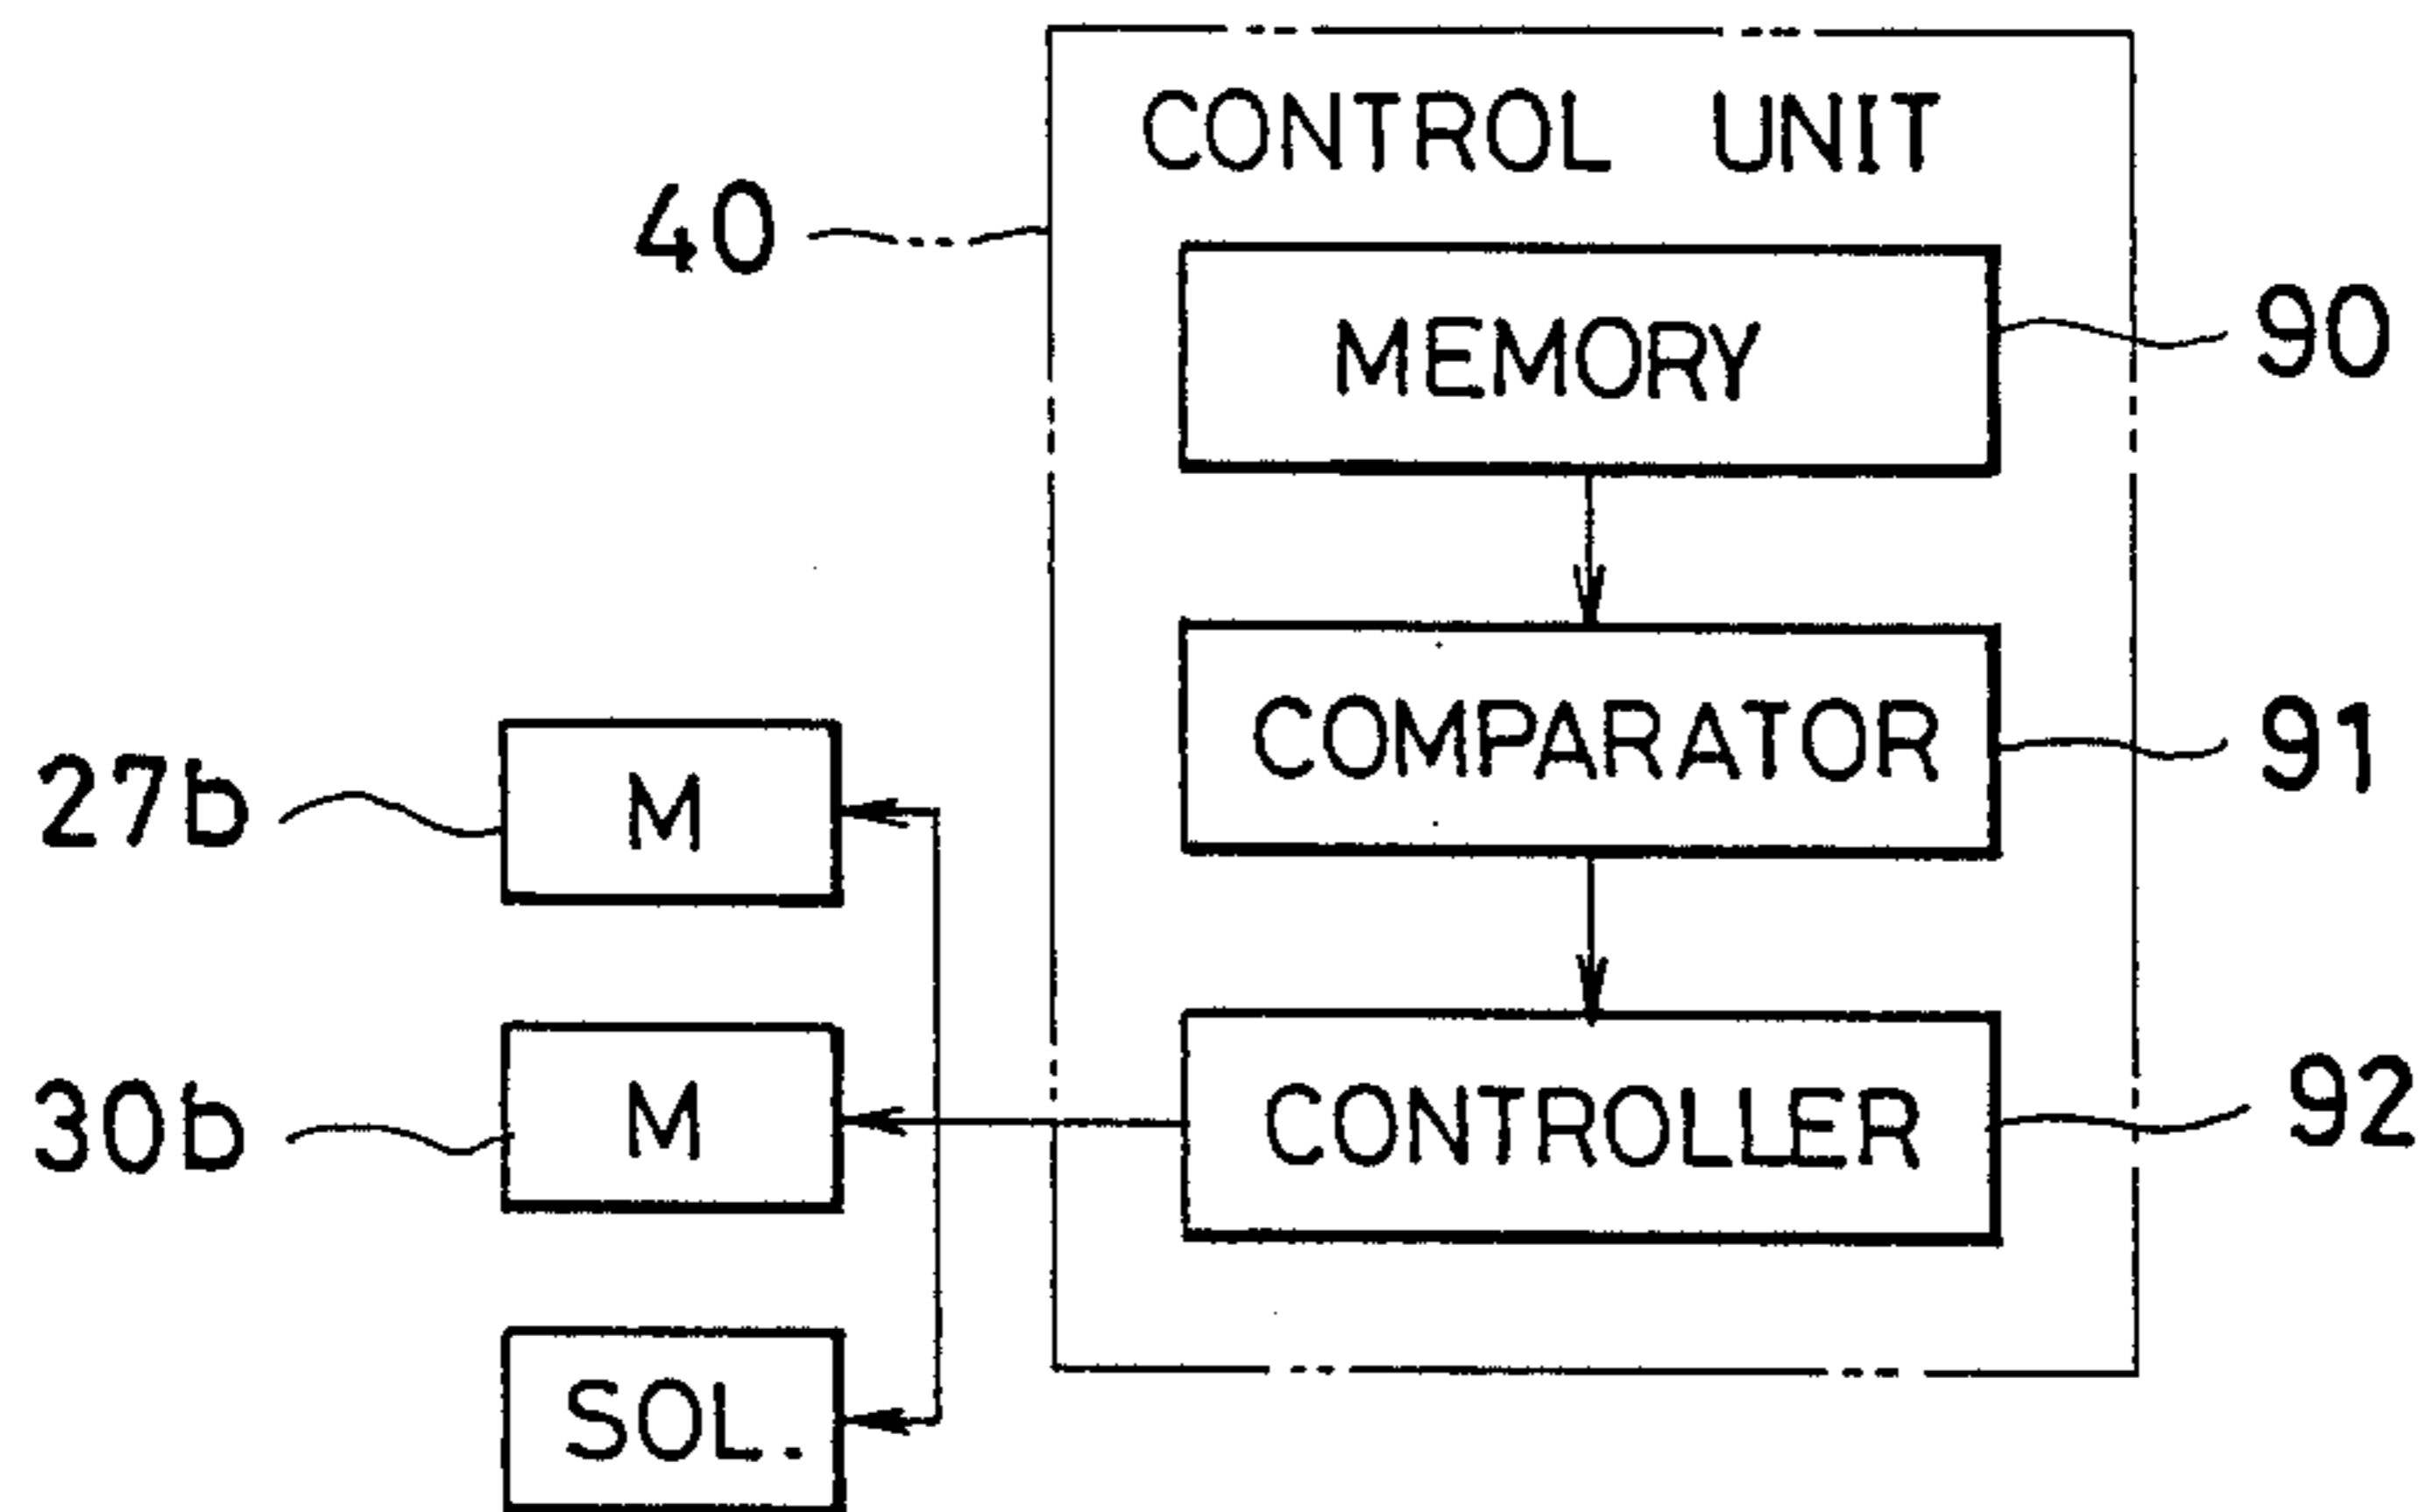 CONTROL UNIT
40
MEMORY
90
COMPARATOR
91
27b
M
30b
M
CONTROLLER
92
SOL.